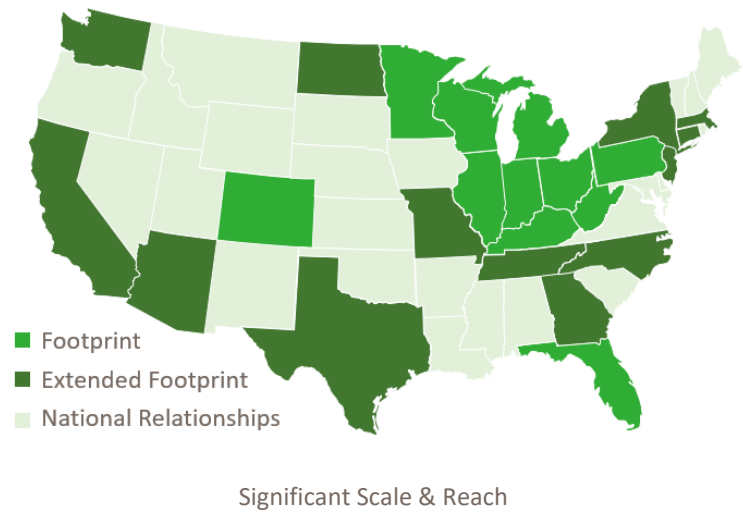 Footprint
Extended Footprint
National Relationships
Significant Scale & Reach